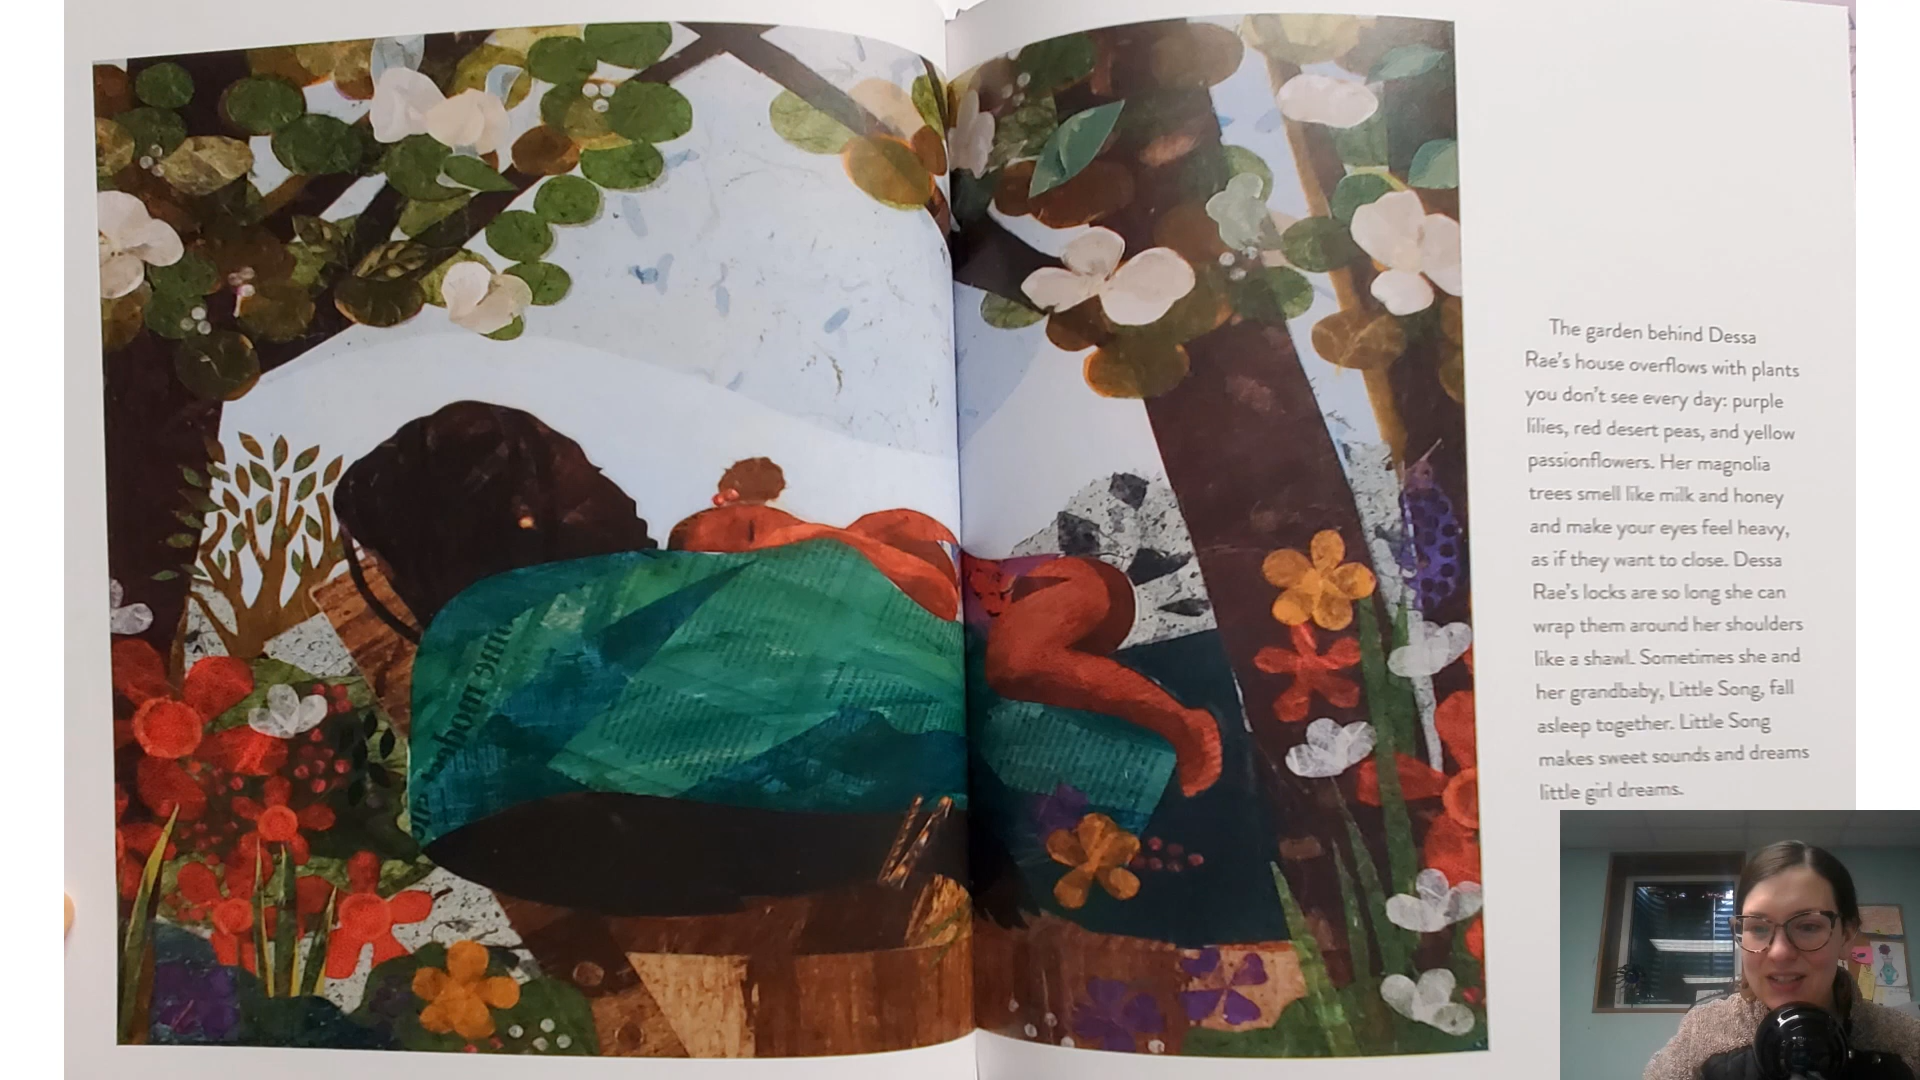 The garden behind Dessa
Rae's house overflows with plants
you don't see every day: purple
lilies, red desert peas, and yellow
passionflowers. Her magnolia
trees smell like milk and honey
and make your eyes feel heavy,
as if they want to close. Dessa
Rae's locks are so long she can
wrap them around her shoulders
like a shawl. Sometimes she and
her grandbaby, Little Song, fall
asleep together. Little Song
makes sweet sounds and dreams
little girl dreams.